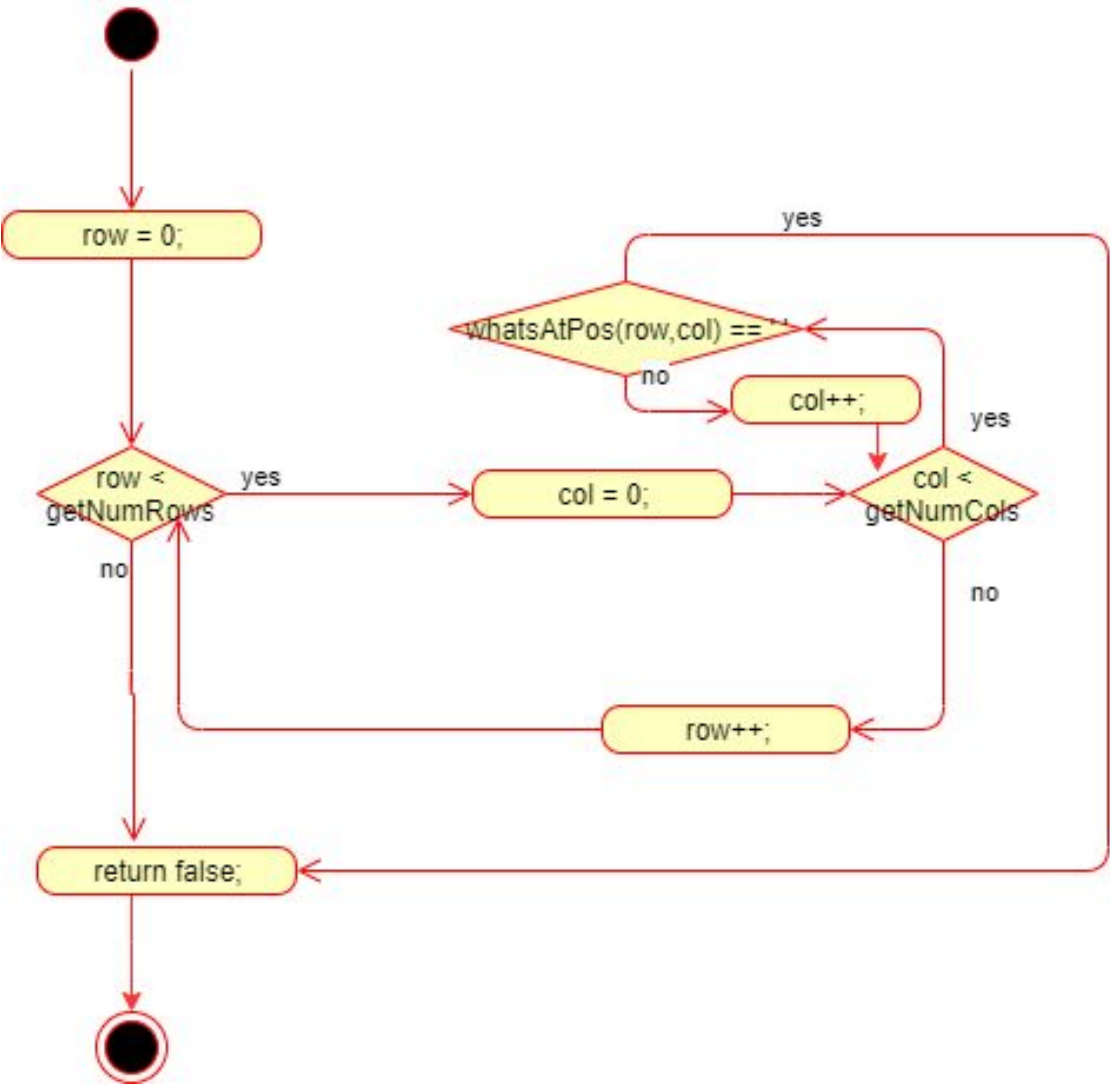 row = 0;
yes
whatsAtPos(row,col) == ' '
no
col++;
yes
row <
getNumRows
yes
col = 0;
col <
getNumCols
no
no
row++;
return false;